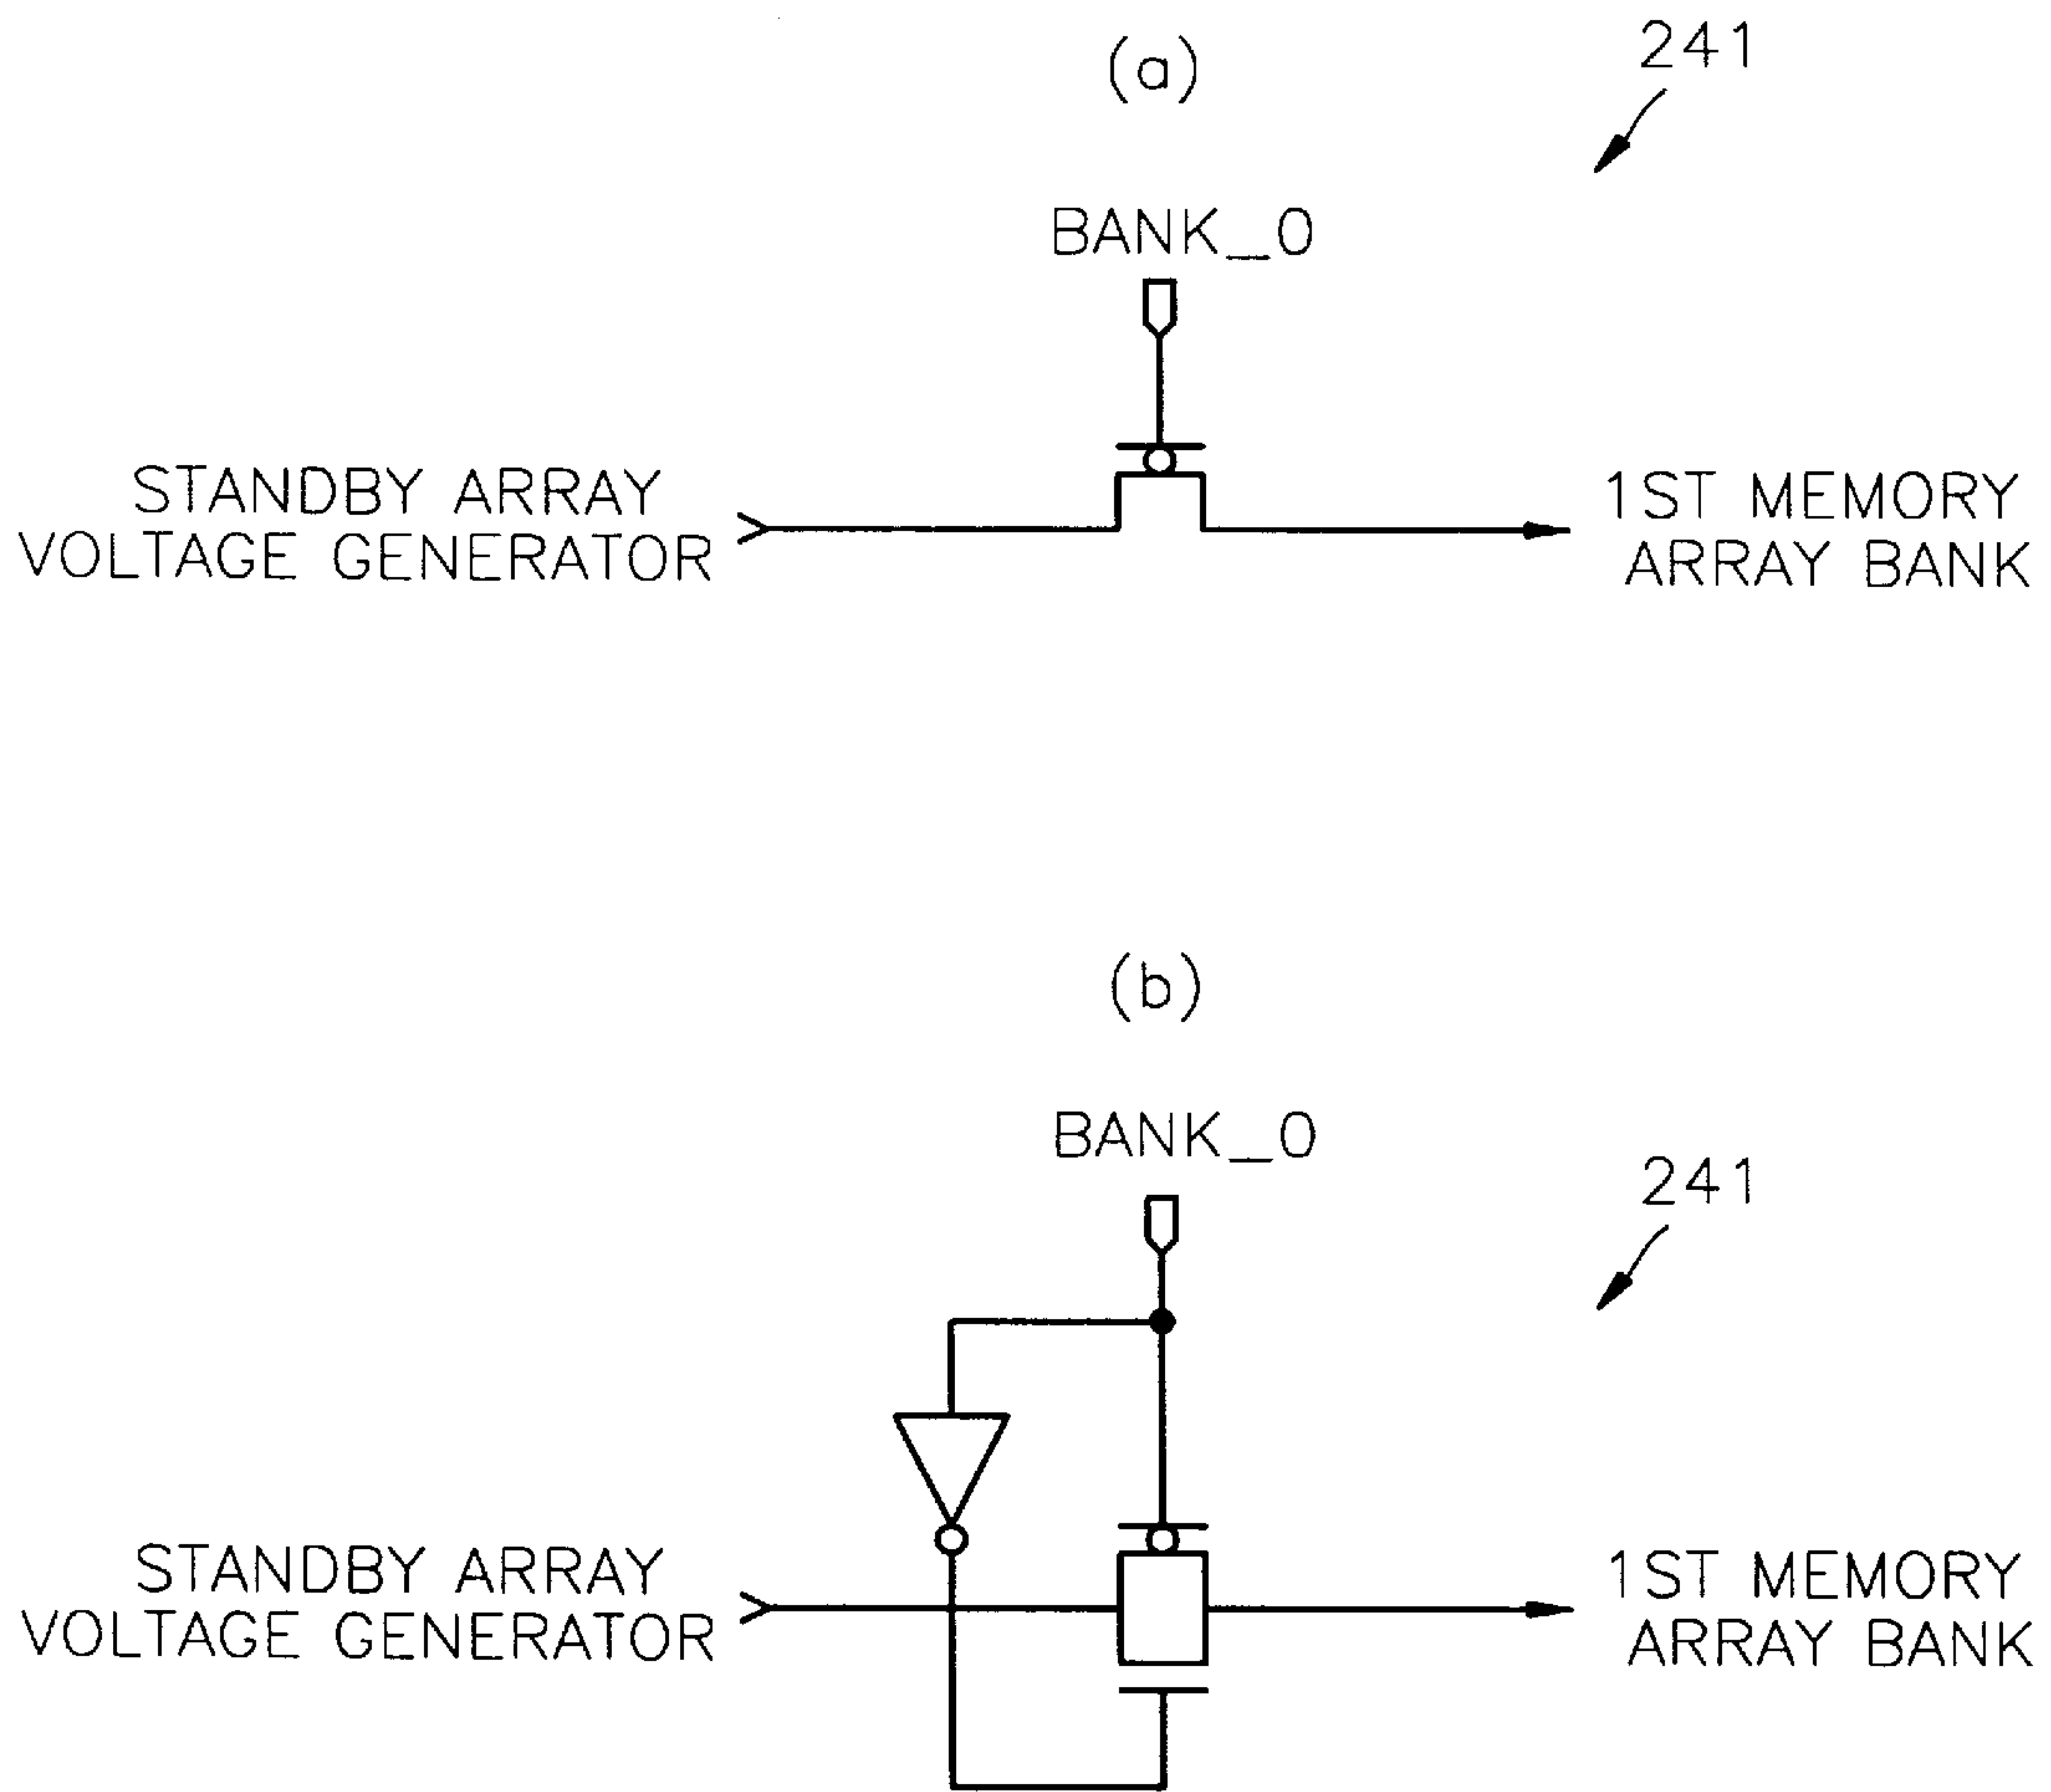 (a)
241
BANK_0
STANDBY ARRAY
VOLTAGE GENERATOR
1ST MEMORY
ARRAY BANK
(b)
BANK_0
241
STANDBY ARRAY
VOLTAGE GENERATOR
1ST MEMORY
ARRAY BANK